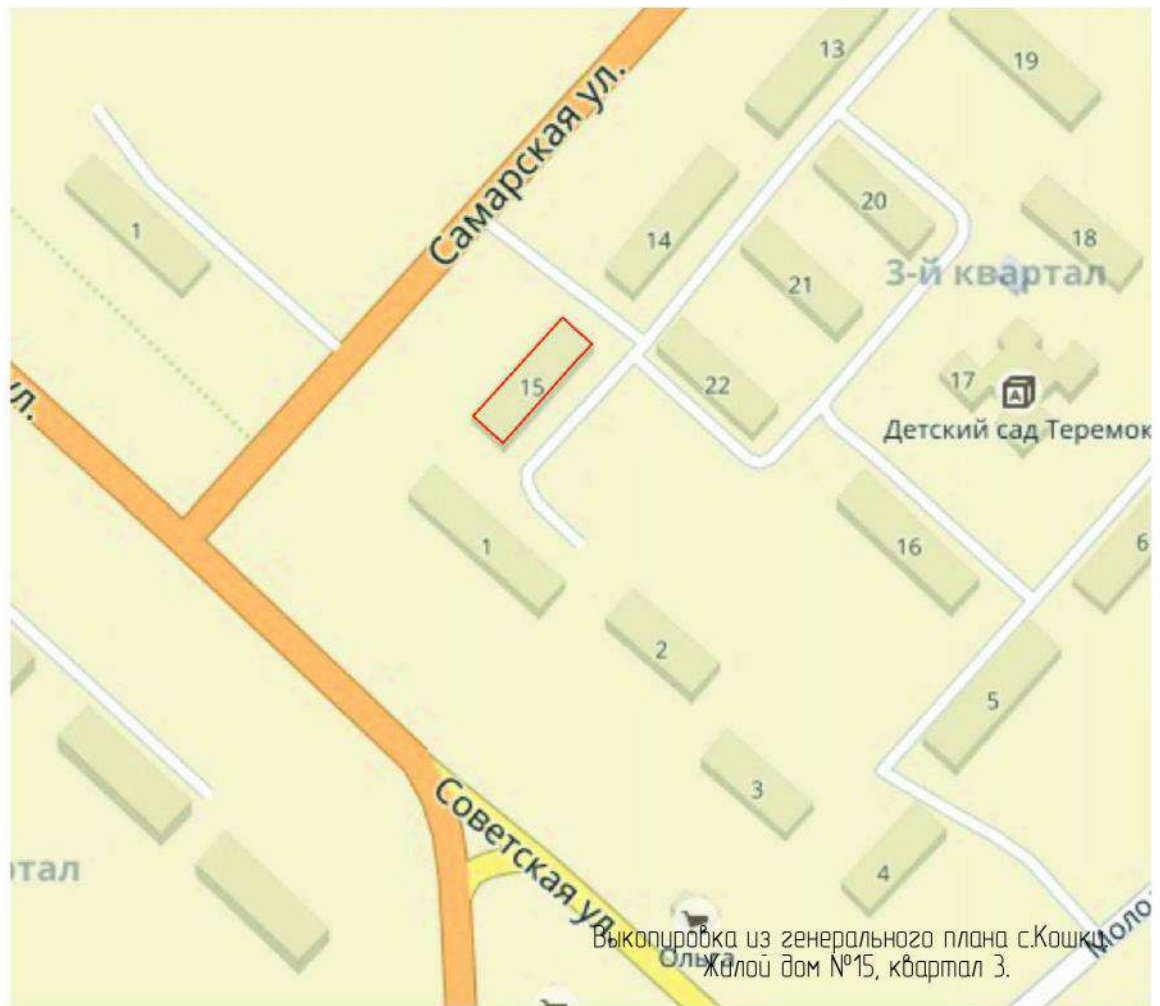 13
19
Самарская ул.
20
18
1
14
3-й квартал
21
15
22
17
ул.
Детский сад Теремок
1
16
6
2
5
3
Советская ул.
4
ртал
Моло
Выкопировка из генерального плана с.Кошки,
Ольга
Жилой дом №15, квартал 3.